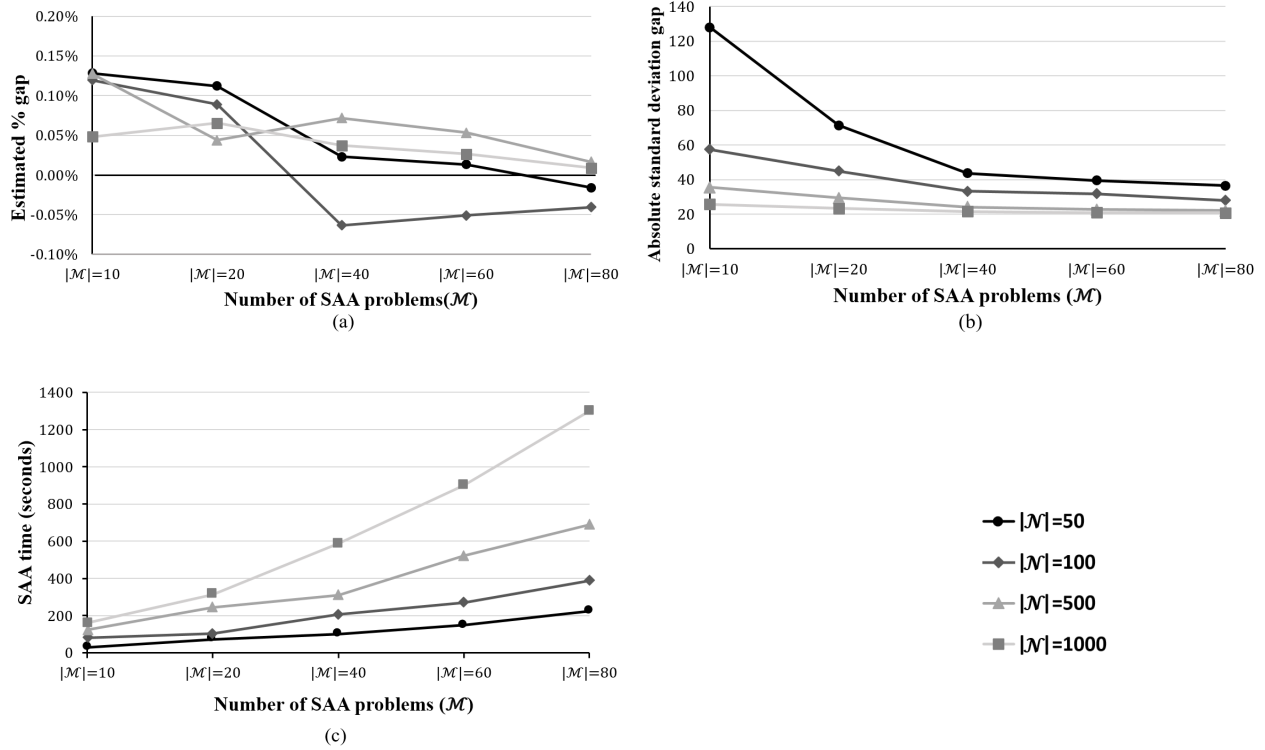 Estimated % gap
0.20%
0.15%
0.10%
0.05%
0.00%
-0.05%
-0.10%
|ℳ|=10 |ℳ|=20 |ℳ|=40 |ℳ|=60 |ℳ|=80
Number of SAA problems(ℳ)
(a)
Absolute standard deviation gap
140
120
100
80
60
40
20
0
|ℳ|=10 |ℳ|=20 |ℳ|=40 |ℳ|=60 |ℳ|=80
Number of SAA problems (ℳ)
(b)
SAA time (seconds)
1400
1200
1000
800
600
400
200
0
|ℳ|=10 |ℳ|=20 |ℳ|=40 |ℳ|=60 |ℳ|=80
Number of SAA problems (ℳ)
(c)
|𝒩|=50
|𝒩|=100
|𝒩|=500
|𝒩|=1000